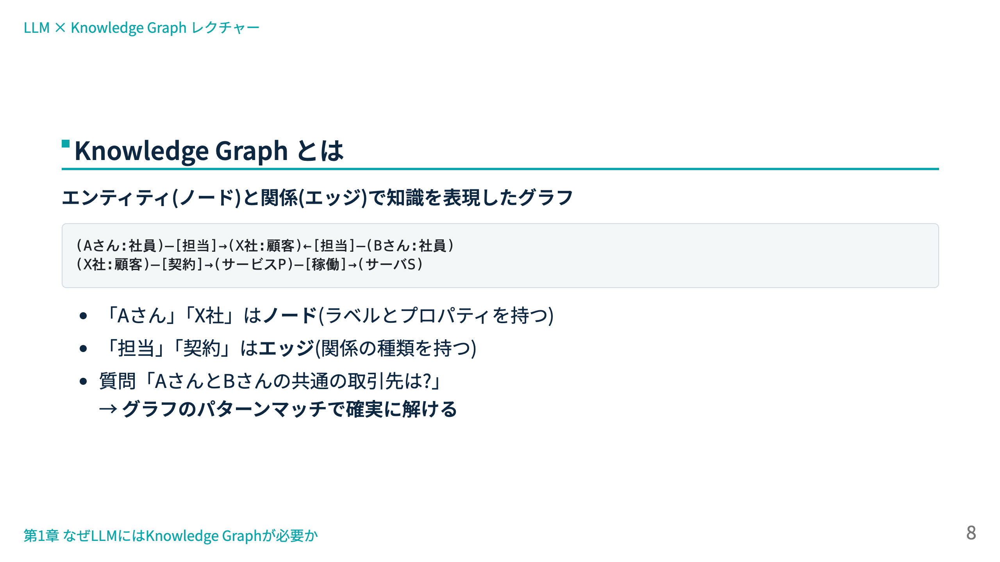 LLM × Knowledge Graph レクチャー
Knowledge Graph とは
エンティティ(ノード)と関係(エッジ)で知識を表現したグラフ
(Aさん:社員)—[担当]→(X社:顧客)←[担当]—(Bさん:社員)
(X社:顧客)—[契約]→(サービスP)—[稼働]→(サーバS)
• 「Aさん」「X社」はノード(ラベルとプロパティを持つ)
• 「担当」「契約」はエッジ(関係の種類を持つ)
• 質問「AさんとBさんの共通の取引先は?」
→ グラフのパターンマッチで確実に解ける
第1章 なぜLLMにはKnowledge Graphが必要か
8